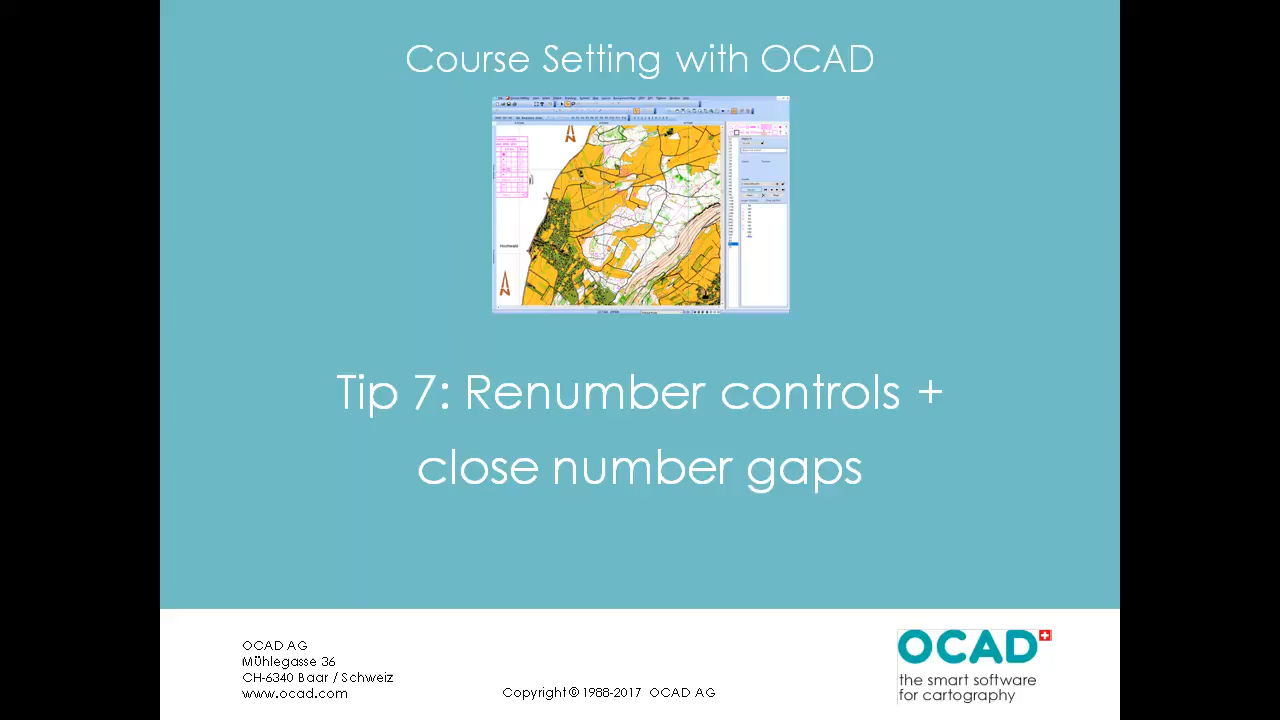 Course Setting with OCAD
Hochwald
Tip 7: Renumber controls +
close number gaps
OCAD AG
Mühlegasse 36
CH-6340 Baar / Schweiz
www.ocad.com
Copyright © 1988-2017 OCAD AG
OCAD
the smart software
for cartography